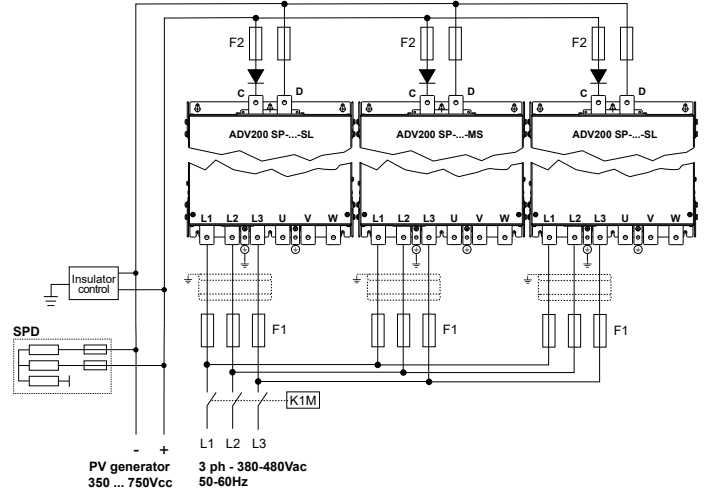 F2 F2 F2
C D C D C D
ADV200 SP-...-SL ADV200 SP-...-MS ADV200 SP-...-SL
L1 L2 L3 U V W L1 L2 L3 U V W L1 L2 L3 U V W
Insulator
control
SPD
F1 F1 F1
K1M
- + L1 L2 L3
PV generator 3 ph - 380-480Vac
350 ... 750Vcc 50-60Hz